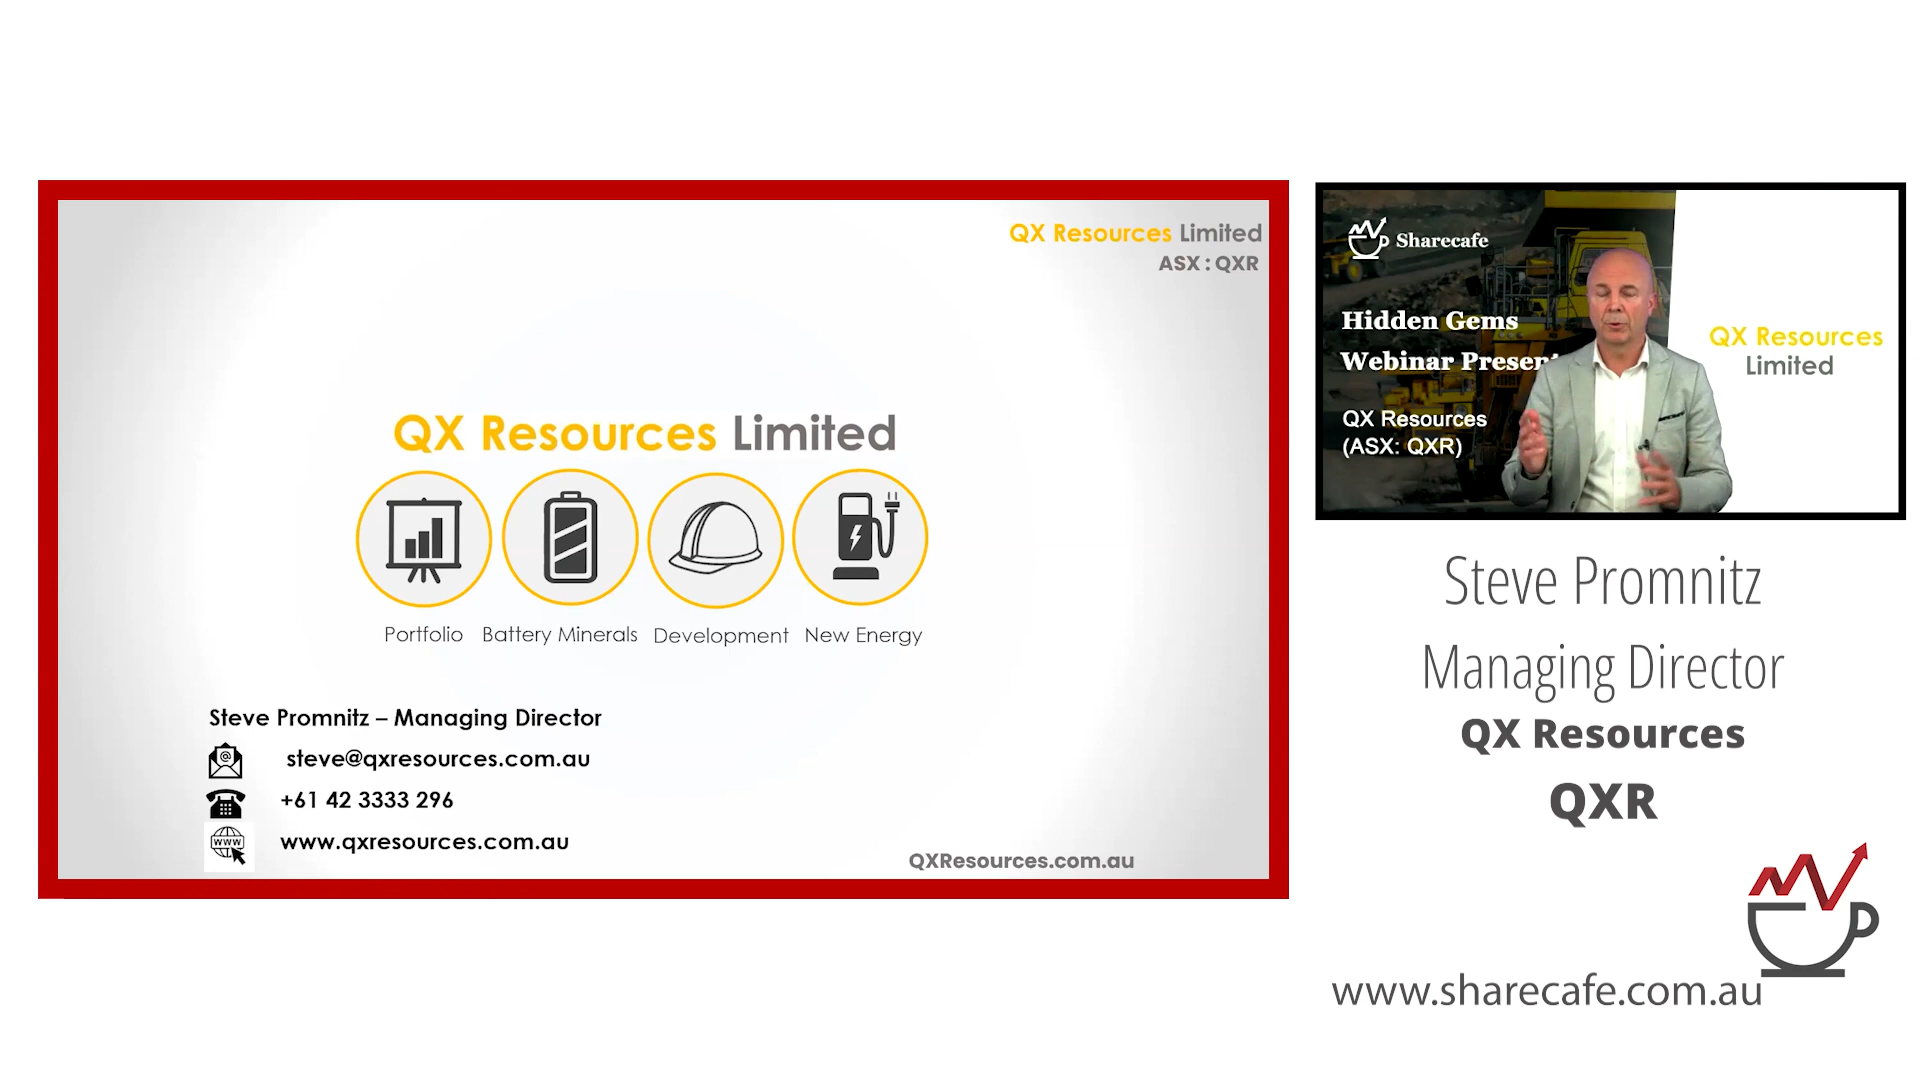 QX Resources Limited
ASX : QXR
QX Resources Limited
Portfolio
Battery Minerals
Development
New Energy
Steve Promnitz – Managing Director
@
steve@qxresources.com.au
+61 42 3333 296
www
www.qxresources.com.au
QXResources.com.au
Sharecafe
Hidden Gems
Webinar Present
QX Resources
(ASX: QXR)
QX Resources
Limited
Steve Promnitz
Managing Director
QX Resources
QXR
www.sharecafe.com.au